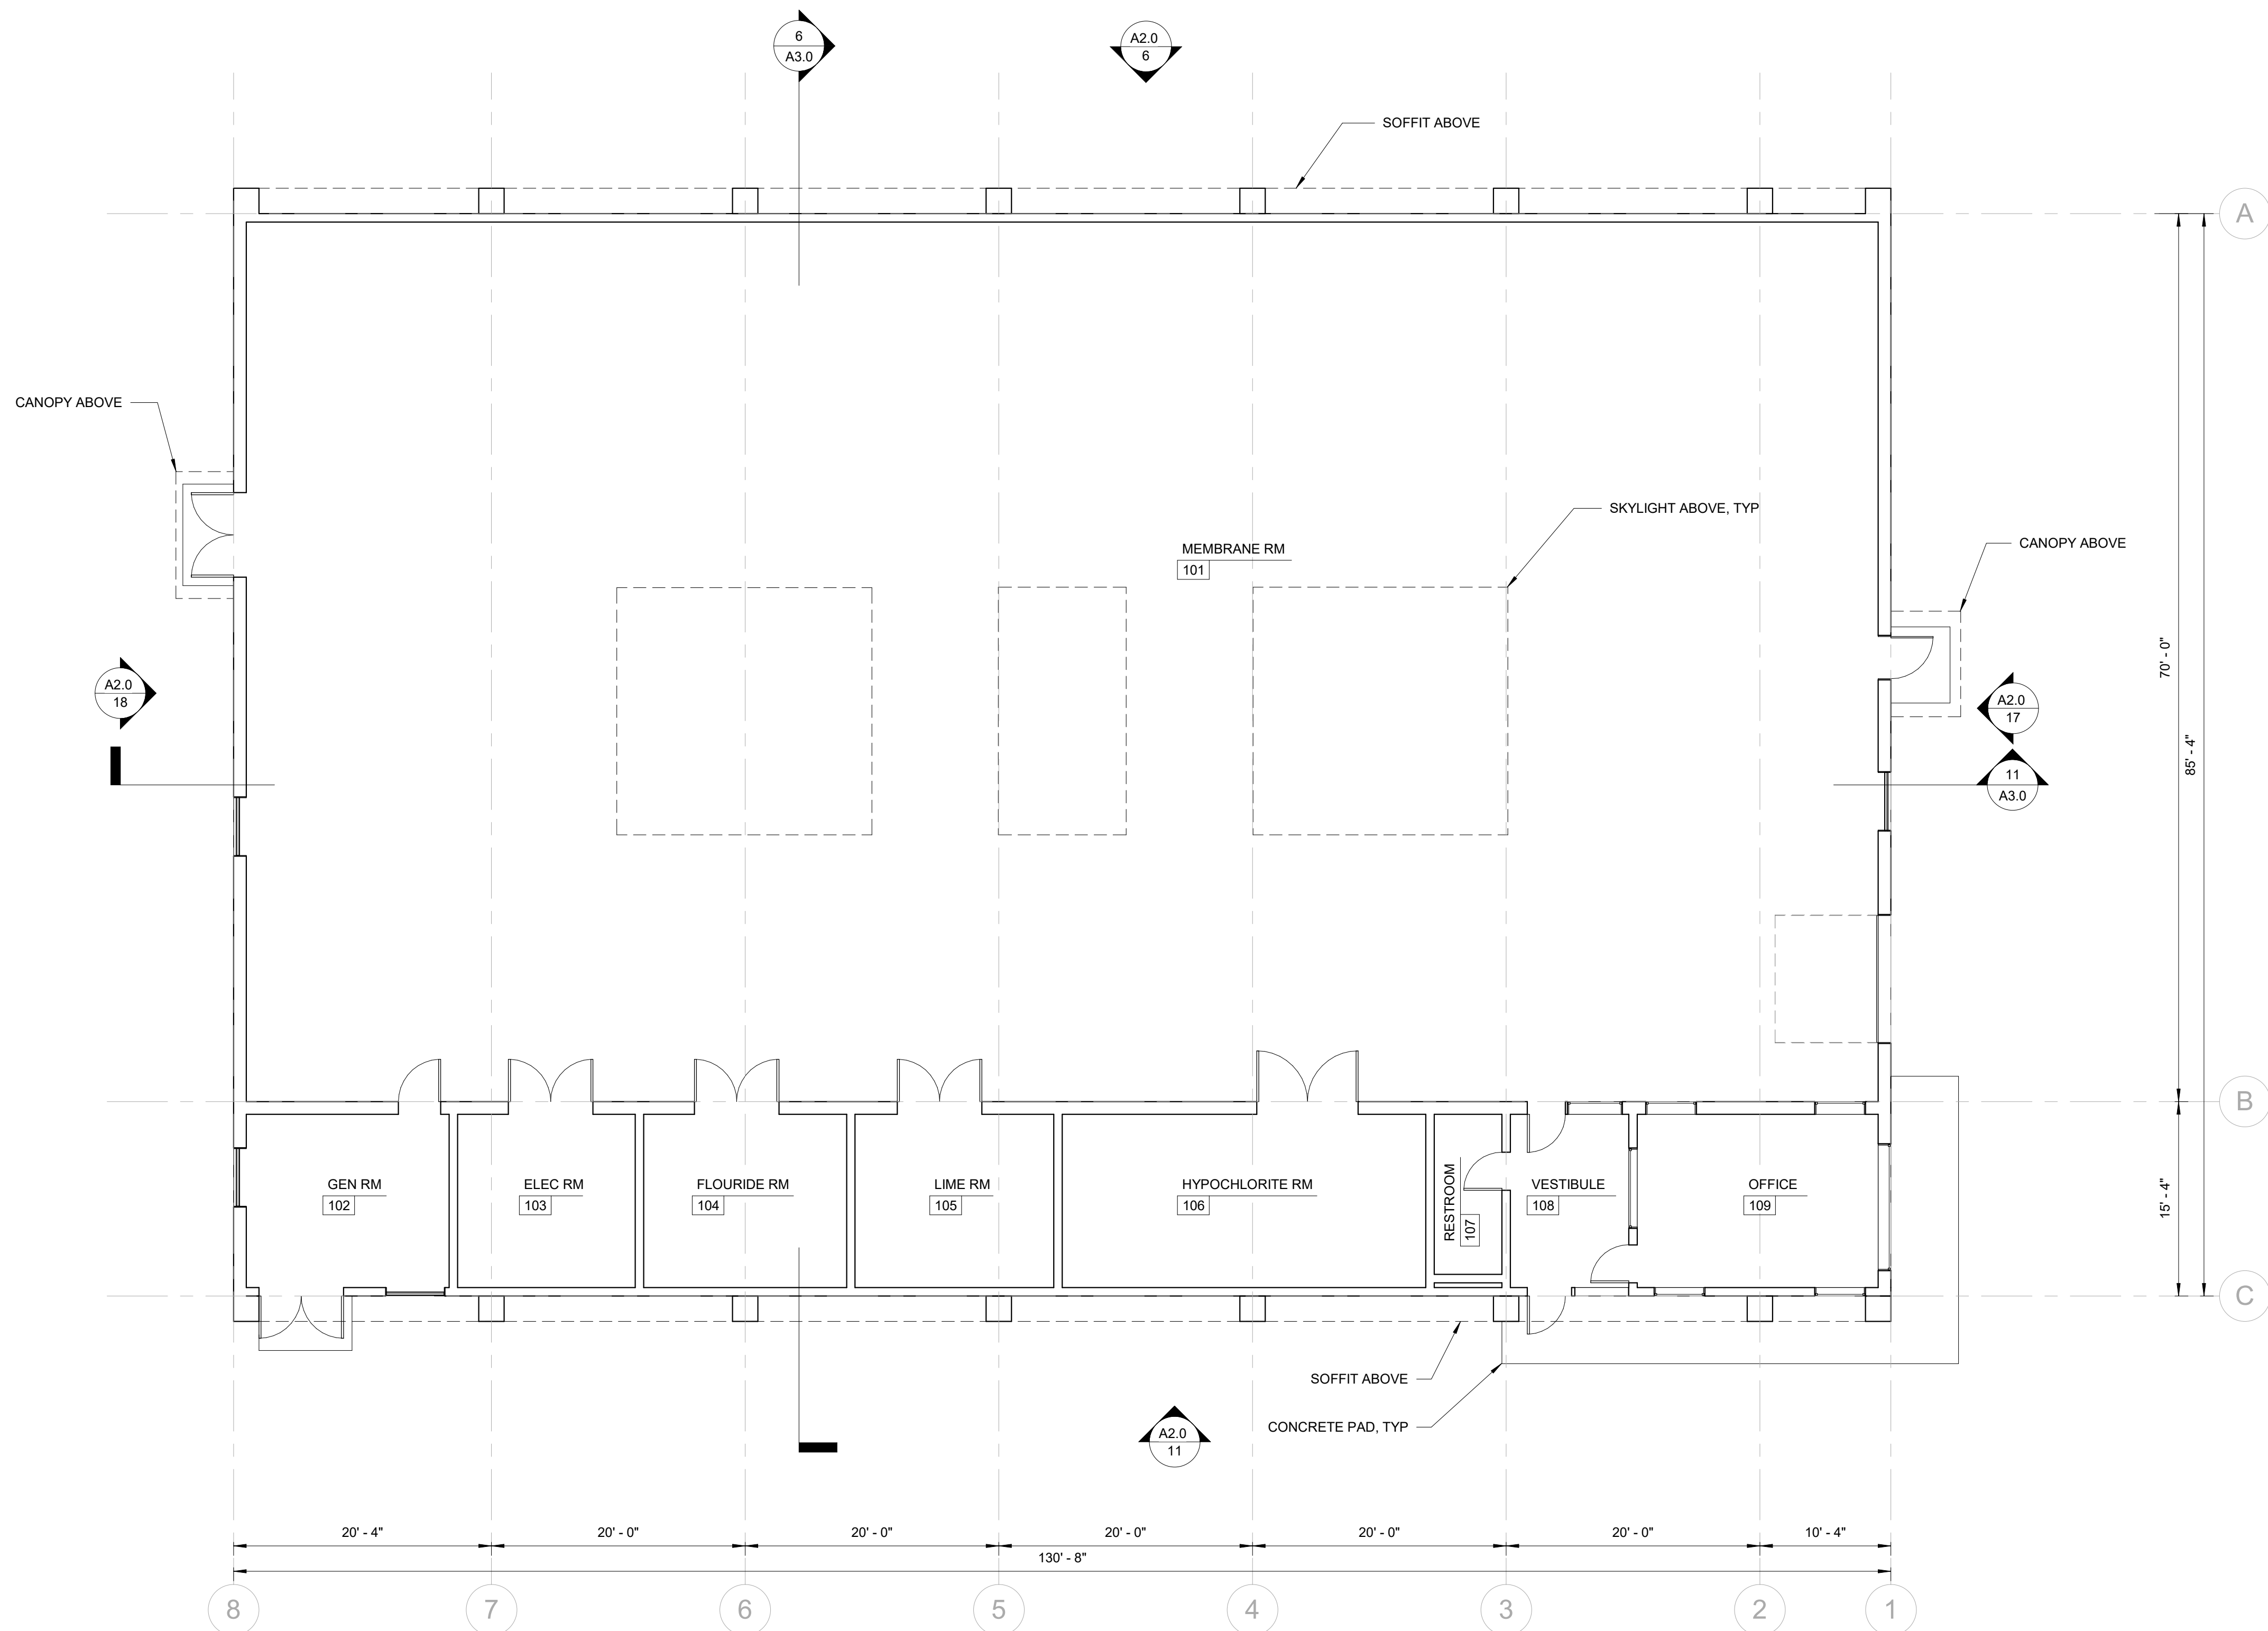 6
A3.0
A2.0
6
SOFFIT ABOVE
A
CANOPY ABOVE
SKYLIGHT ABOVE, TYP
MEMBRANE RM
101
CANOPY ABOVE
70' - 0"
85' - 4"
A2.0
18
A2.0
17
11
A3.0
B
GEN RM
102
ELEC RM
103
FLOURIDE RM
104
LIME RM
105
HYPOCHLORITE RM
106
RESTROOM
107
VESTIBULE
108
OFFICE
109
15' - 4"
C
SOFFIT ABOVE
CONCRETE PAD, TYP
A2.0
11
20' - 4"
20' - 0"
20' - 0"
20' - 0"
20' - 0"
20' - 0"
10' - 4"
130' - 8"
8
7
6
5
4
3
2
1